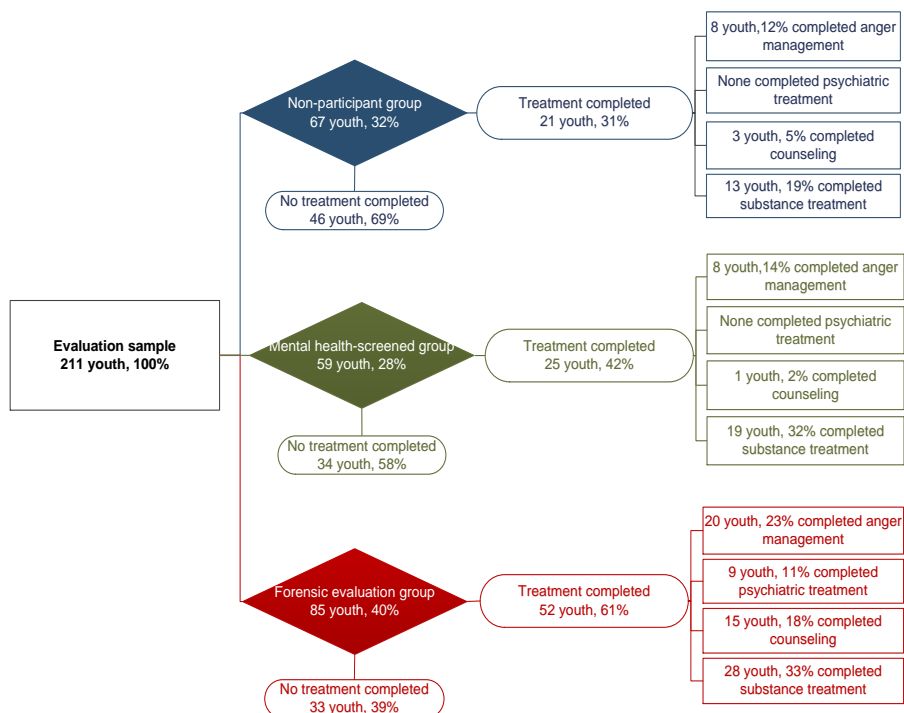 Evaluation sample
211 youth, 100%
Non-participant group
67 youth, 32%
No treatment completed
46 youth, 69%
Treatment completed
21 youth, 31%
8 youth,12% completed anger
management
None completed psychiatric
treatment
3 youth, 5% completed
counseling
13 youth, 19% completed
substance treatment
Mental health-screened group
59 youth, 28%
No treatment completed
34 youth, 58%
Treatment completed
25 youth, 42%
8 youth,14% completed anger
management
None completed psychiatric
treatment
1 youth, 2% completed
counseling
19 youth, 32% completed
substance treatment
Forensic evaluation group
85 youth, 40%
No treatment completed
33 youth, 39%
Treatment completed
52 youth, 61%
20 youth, 23% completed anger
management
9 youth, 11% completed
psychiatric treatment
15 youth, 18% completed
counseling
28 youth, 33% completed
substance treatment